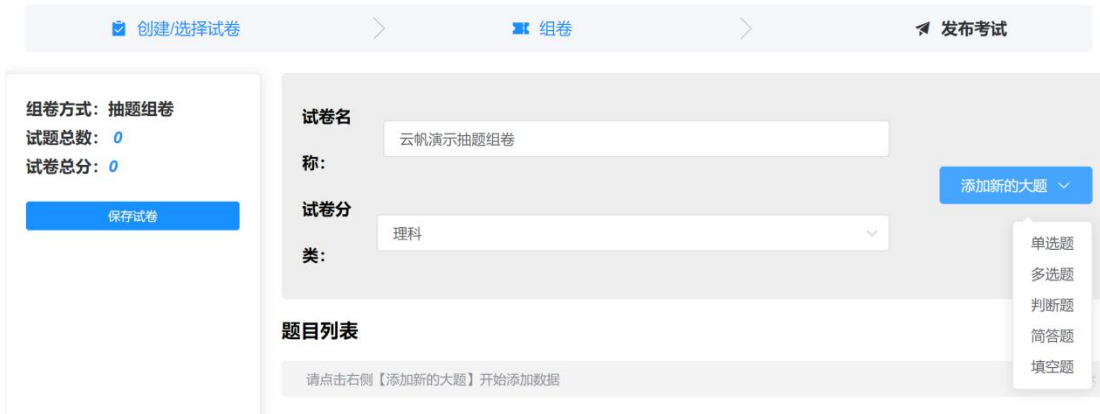 创建/选择试卷
组卷
发布考试
组卷方式：抽题组卷
试题总数： 0
试卷总分：0
保存试卷
试卷名
称：
云帆演示抽题组卷
试卷分
类：
理科
添加新的大题
单选题
多选题
判断题
简答题
填空题
题目列表
请点击右侧【添加新的大题】开始添加数据